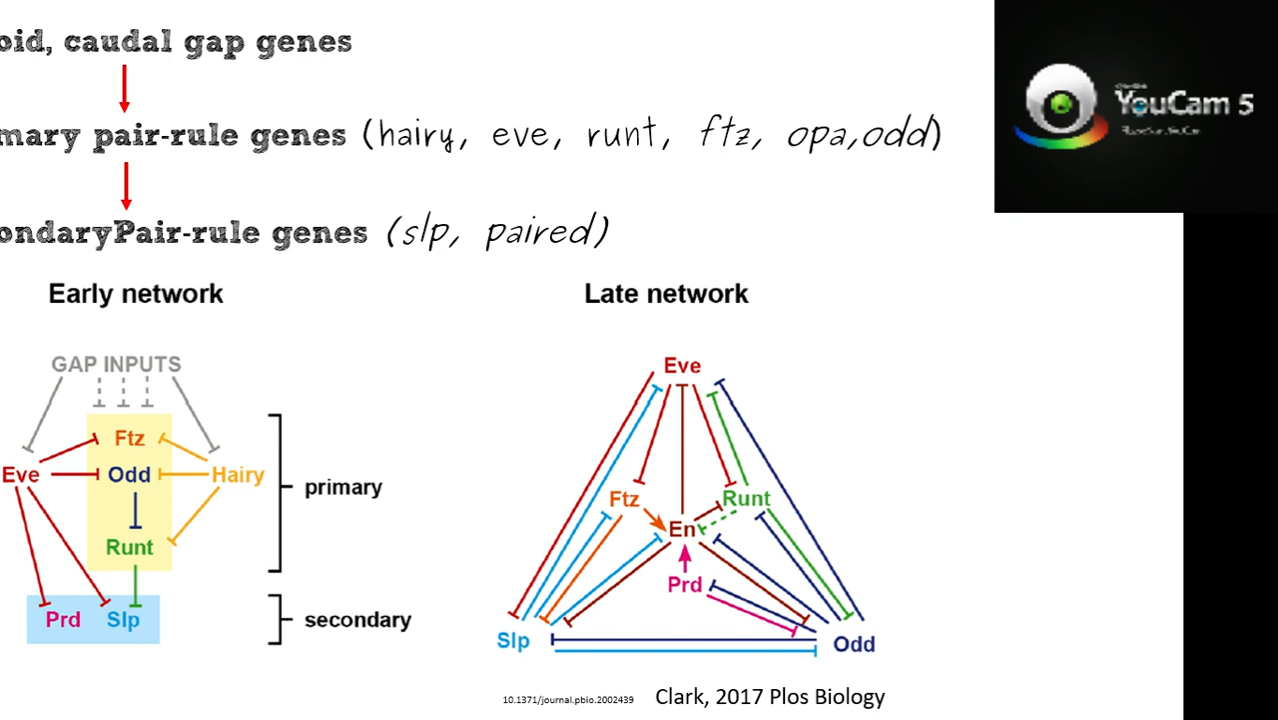 oid, caudal gap genes
YouCam 5
mary pair-rule genes (hairy, eve, runt, ftz, opa,odd)
ondaryPair-rule genes (slp, paired)
Early network
Late network
GAP INPUTS
Eve
Ftz
Eve
Odd
Hairy
primary
Ftz
Runt
En
Runt
Prd
Prd
Slp
secondary
Slp
Odd
10.1371/journal.pbio.2002439
Clark, 2017 Plos Biology